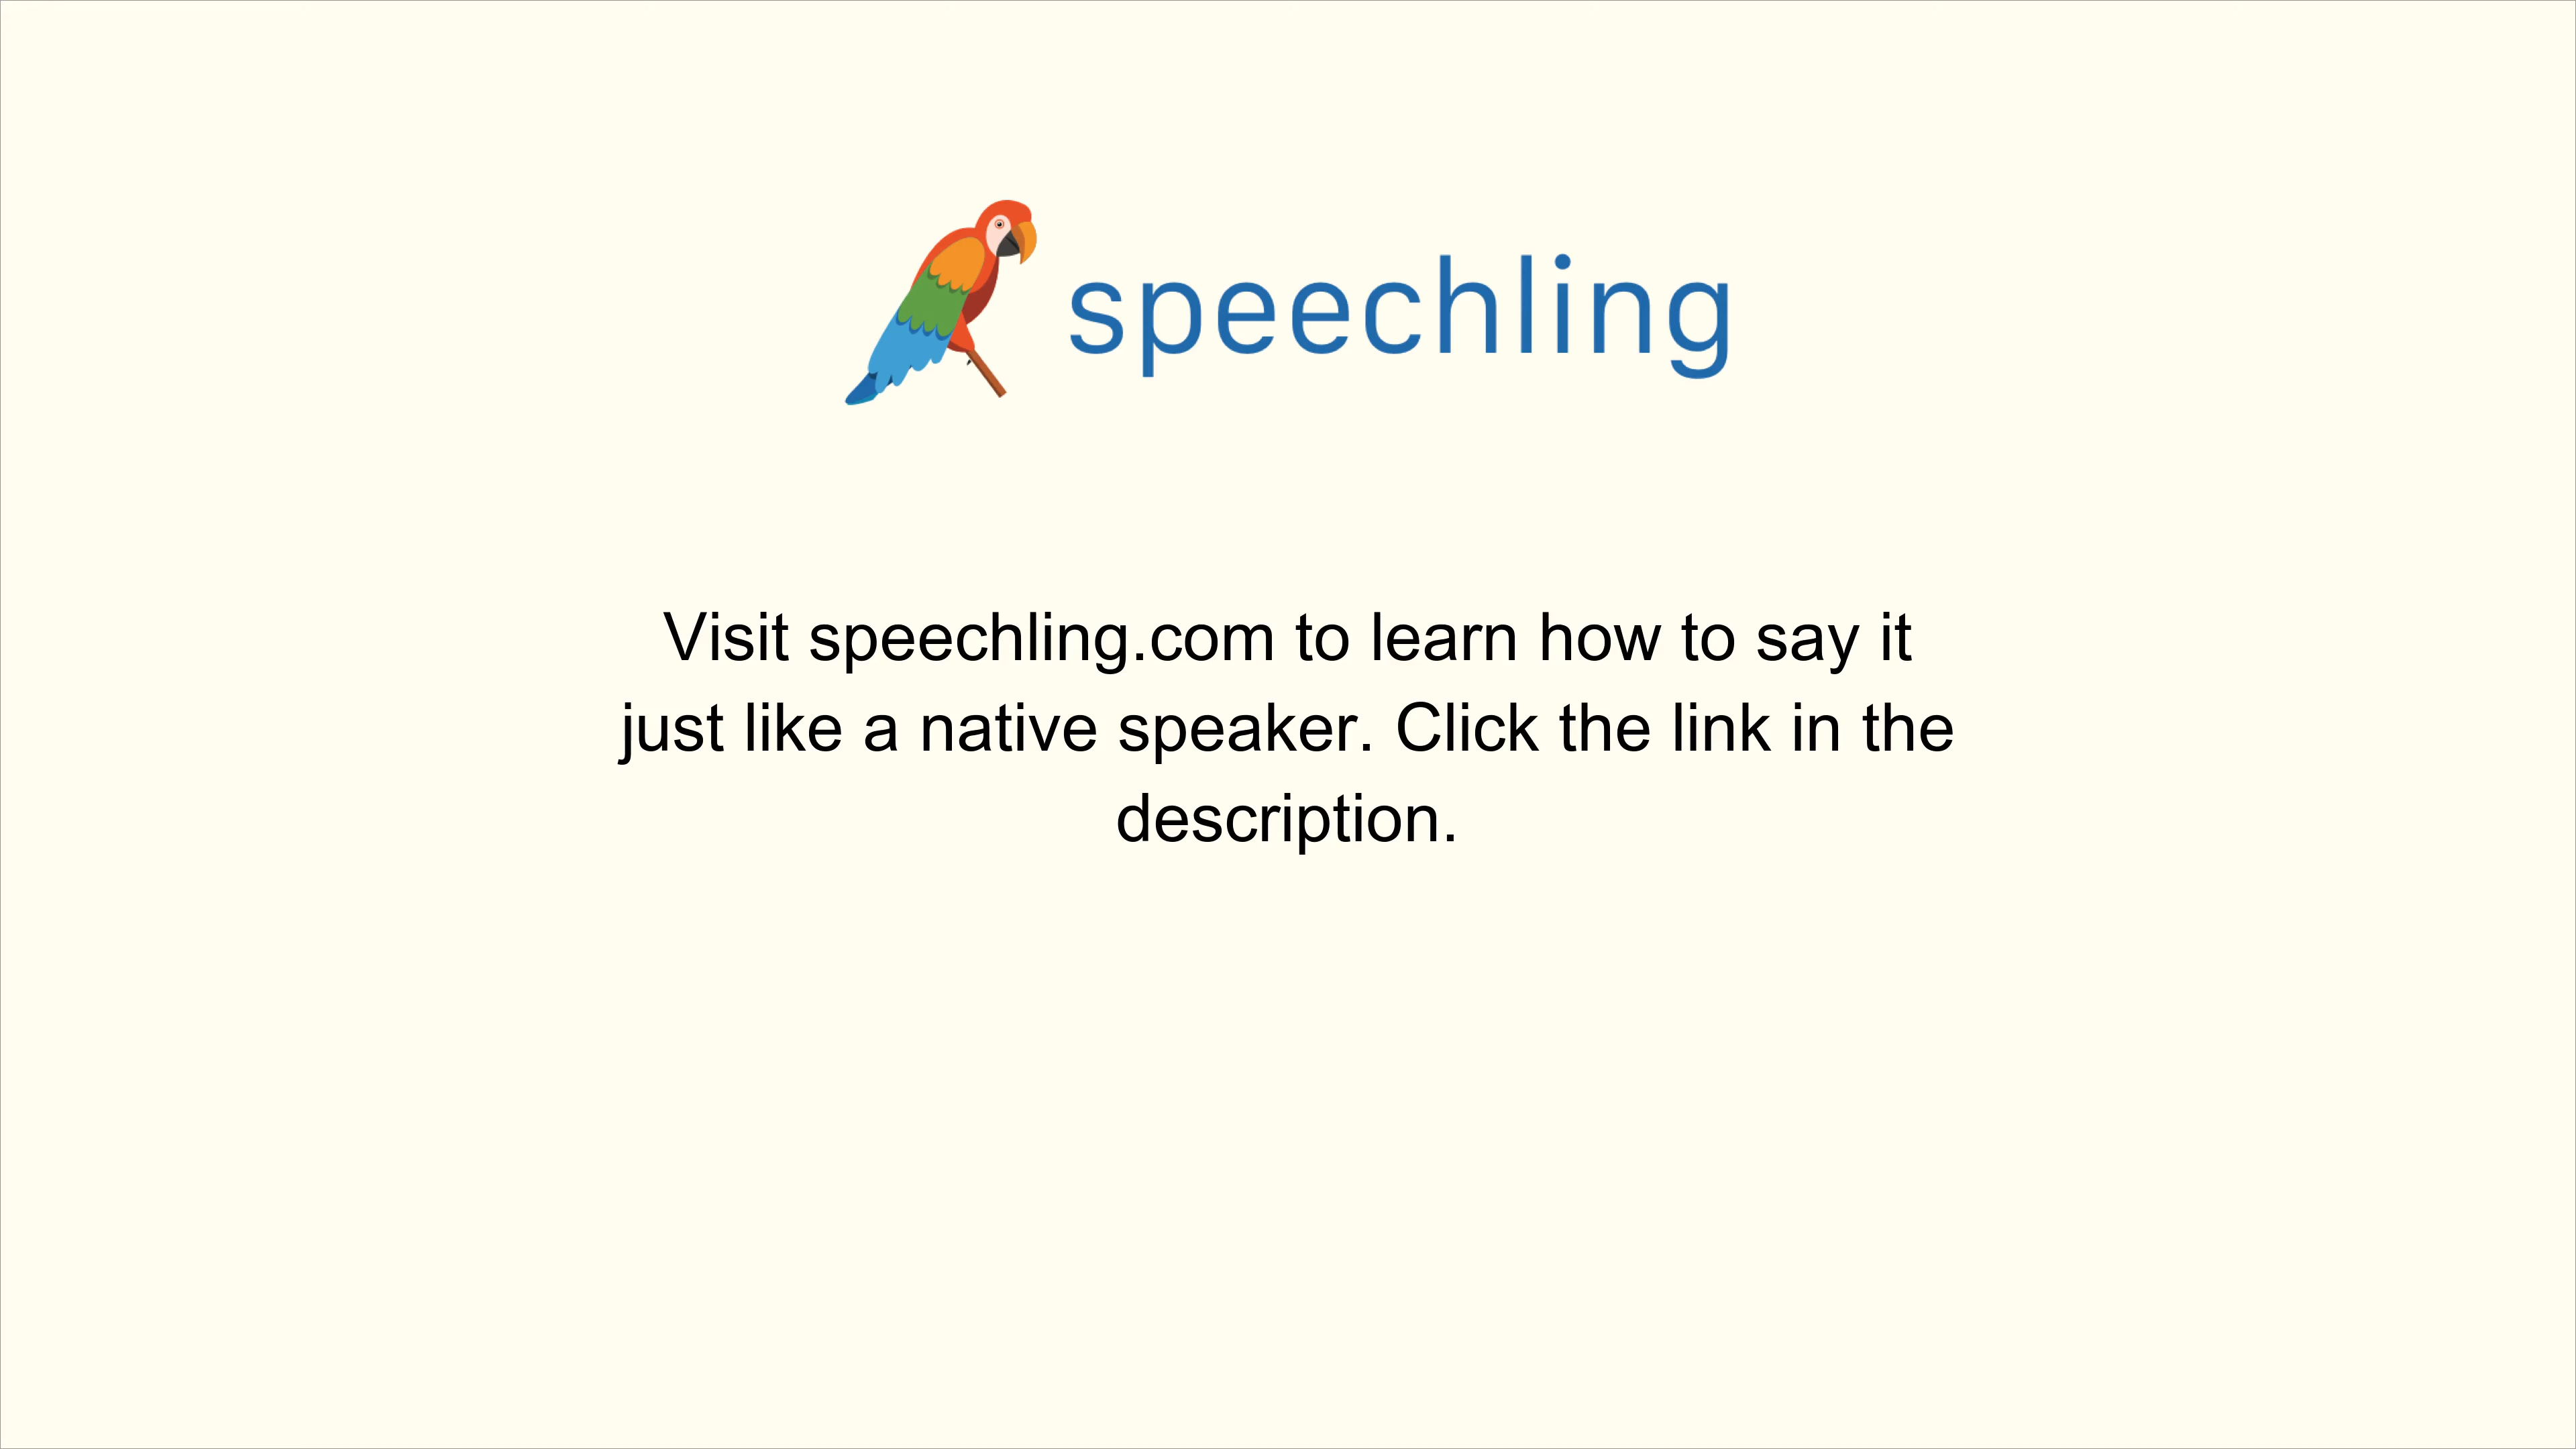 speechling
Visit speechling.com to learn how to say it
just like a native speaker. Click the link in the
description.